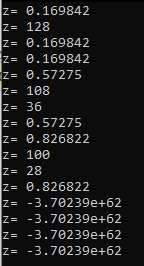 z= 0.169842
z= 128
z= 0.169842
z= 0.169842
z= 0.57275
z= 108
z= 36
z= 0.57275
z= 0.826822
z= 100
z= 28
z= 0.826822
z= -3.70239e+62
z= -3.70239e+62
z= -3.70239e+62
z= -3.70239e+62